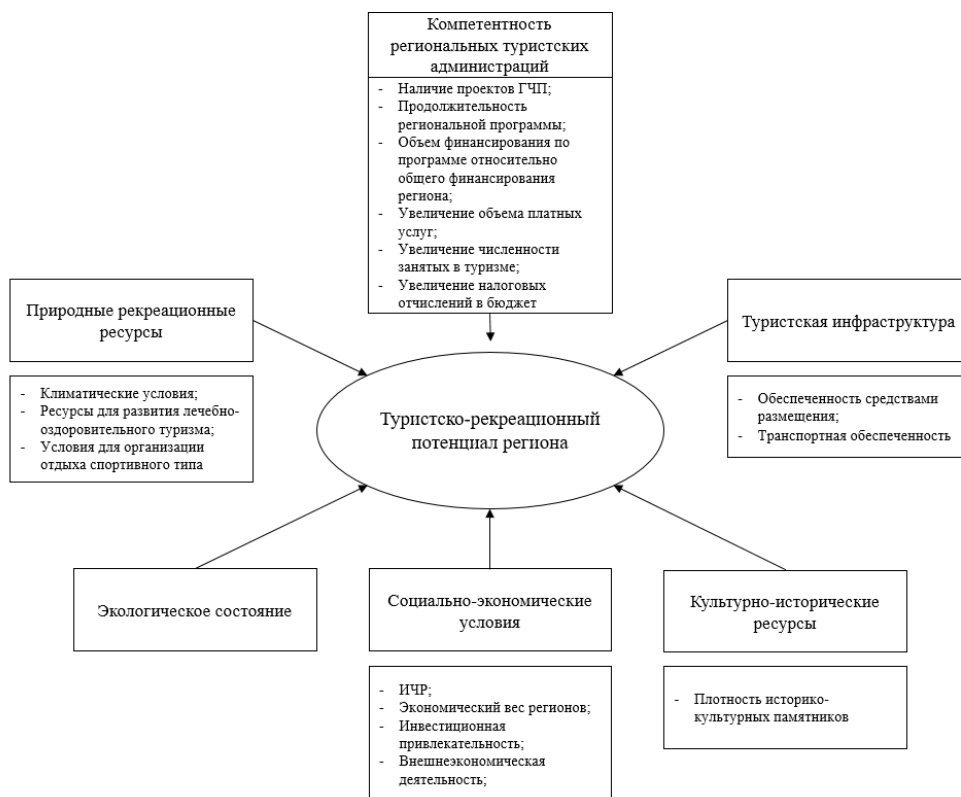 Компетентность
региональных туристских
администраций
- Наличие проектов ГЧП;
- Продолжительность
региональной программы;
- Объем финансирования по
программе относительно
общего финансирования
региона;
- Увеличение объема платных
услуг;
- Увеличение численности
занятых в туризме;
- Увеличение налоговых
отчислений в бюджет
Природные рекреационные
ресурсы
- Климатические условия;
- Ресурсы для развития лечебно-
оздоровительного туризма;
- Условия для организации
отдыха спортивного типа
Туристская инфраструктура
- Обеспеченность средствами
размещения;
- Транспортная обеспеченность
Туристско-рекреационный
потенциал региона
Экологическое состояние
Социально-экономические
условия
- ИЧР;
- Экономический вес регионов;
- Инвестиционная
привлекательность;
- Внешнеэкономическая
деятельность;
Культурно-исторические
ресурсы
- Плотность историко-
культурных памятников